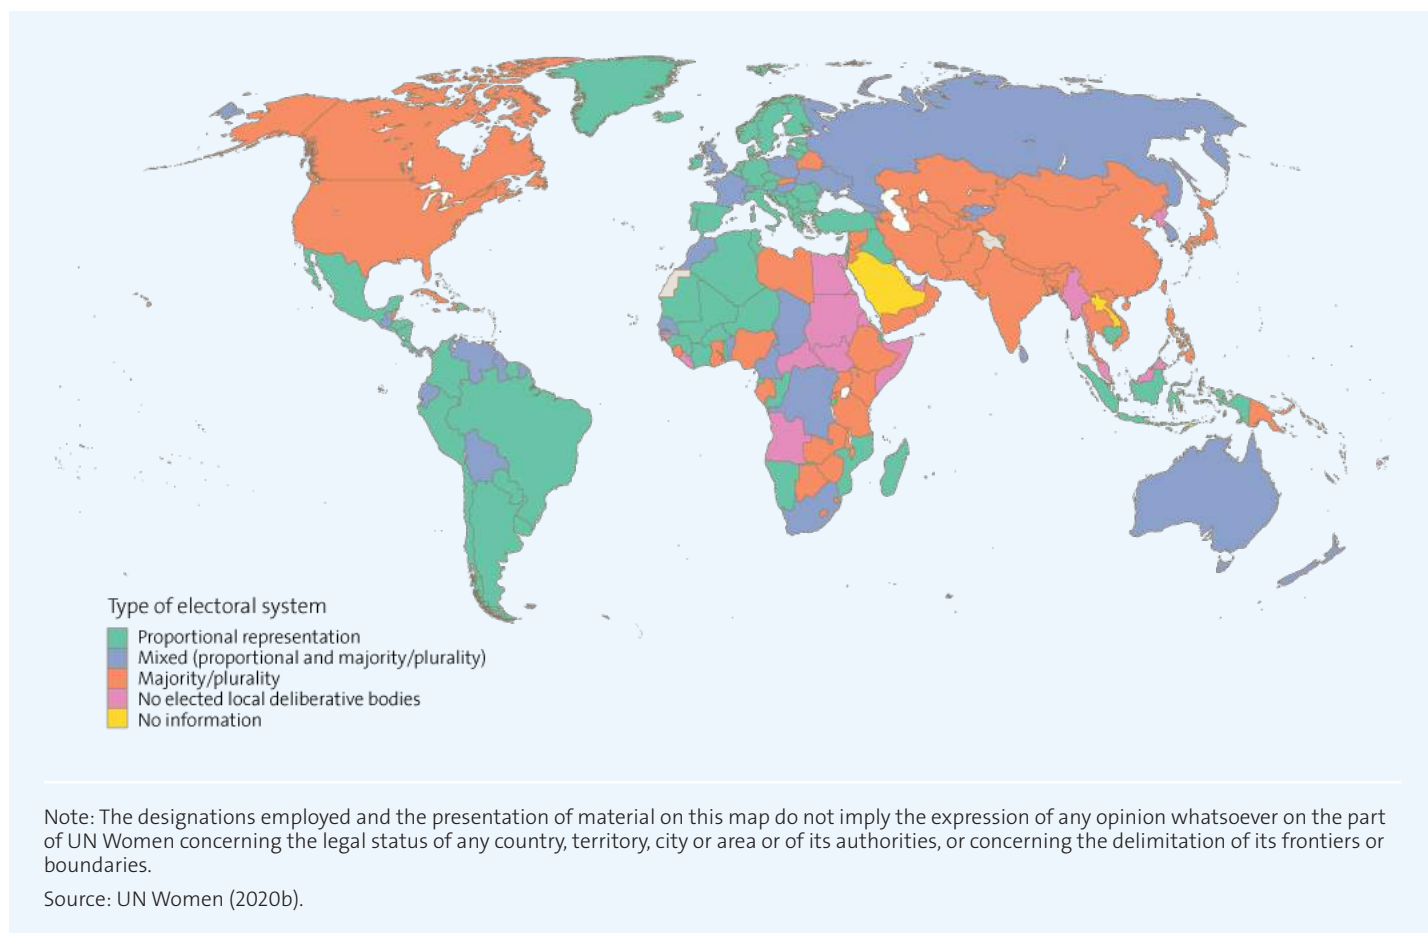 Type of electoral system
Proportional representation
Mixed (proportional and majority/plurality)
Majority/plurality
No elected local deliberative bodies
No information
Note: The designations employed and the presentation of material on this map do not imply the expression of any opinion whatsoever on the part
of UN Women concerning the legal status of any country, territory, city or area or of its authorities, or concerning the delimitation of its frontiers or
boundaries.
Source: UN Women (2020b).